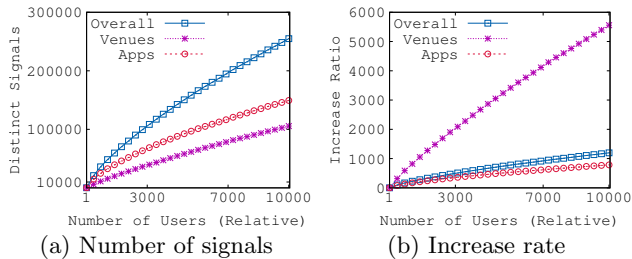 Distinct Signals
300000
200000
100000
10000
Overall
Venues
Apps
1
3000
7000
10000
Number of Users (Relative)
(a) Number of signals
Increase Ratio
6000
5000
4000
3000
2000
1000
0
Overall
Venues
Apps
1
3000
7000
10000
Number of Users (Relative)
(b) Increase rate